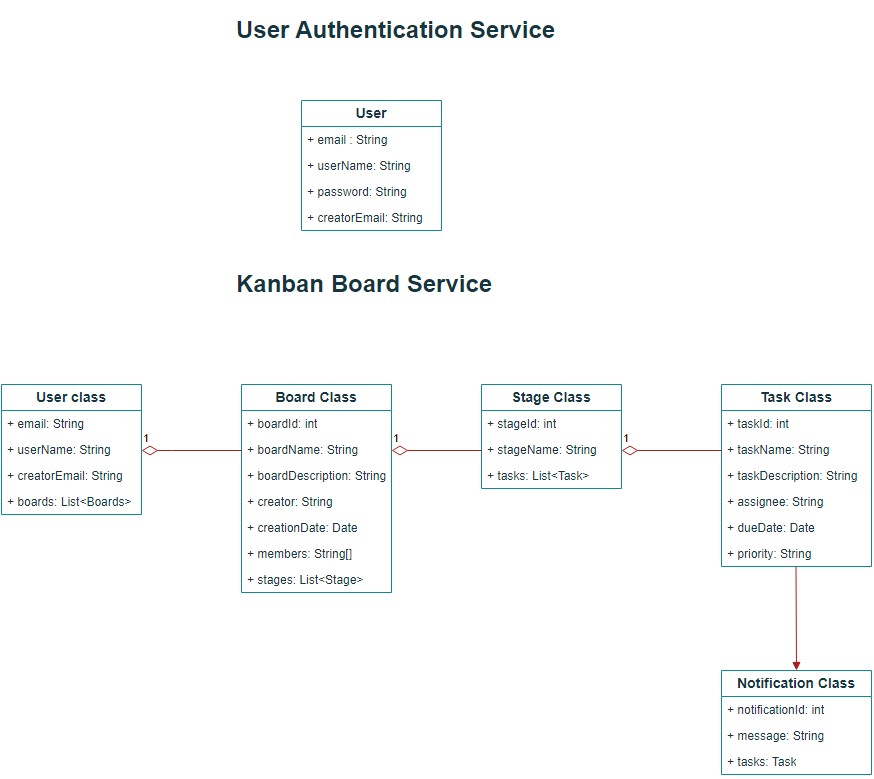 User Authentication Service
User
+ email : String
+ userName: String
+ password: String
+ creatorEmail: String
Kanban Board Service
User class
+ email: String
+ userName: String
+ creatorEmail: String
+ boards: List<Boards>
1
Board Class
+ boardId: int
+ boardName: String
+ boardDescription: String
+ creator: String
+ creationDate: Date
+ members: String[]
+ stages: List<Stage>
1
Stage Class
+ stageId: int
+ stageName: String
+ tasks: List<Task>
1
Task Class
+ taskId: int
+ taskName: String
+ taskDescription: String
+ assignee: String
+ dueDate: Date
+ priority: String
Notification Class
+ notificationId: int
+ message: String
+ tasks: Task